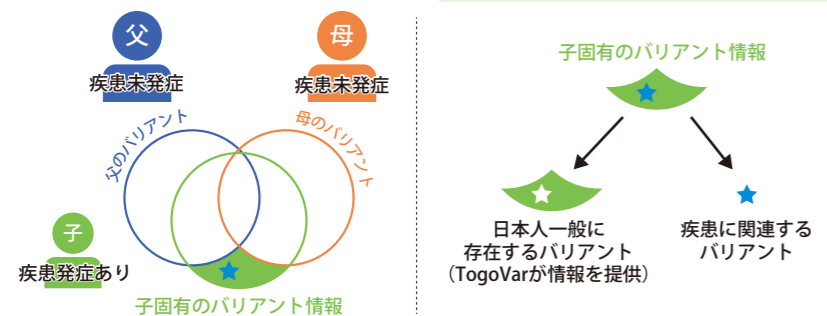 父
疾患未発症
母
疾患未発症
父のバリアント
母のバリアント
子
疾患発症あり
子固有のバリアント情報
子固有のバリアント情報
日本人一般に
存在するバリアント
（TogoVarが情報を提供）
疾患に関連する
バリアント